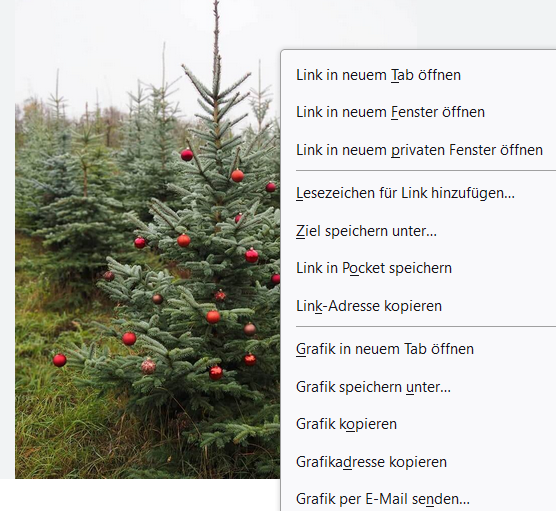 Link in neuem Tab öffnen
Link in neuem Fenster öffnen
Link in neuem privaten Fenster öffnen
Lesezeichen für Link hinzufügen...
Ziel speichern unter...
Link in Pocket speichern
Link-Adresse kopieren
Grafik in neuem Tab öffnen
Grafik speichern unter...
Grafik kopieren
Grafikadresse kopieren
Grafik per E-Mail senden...